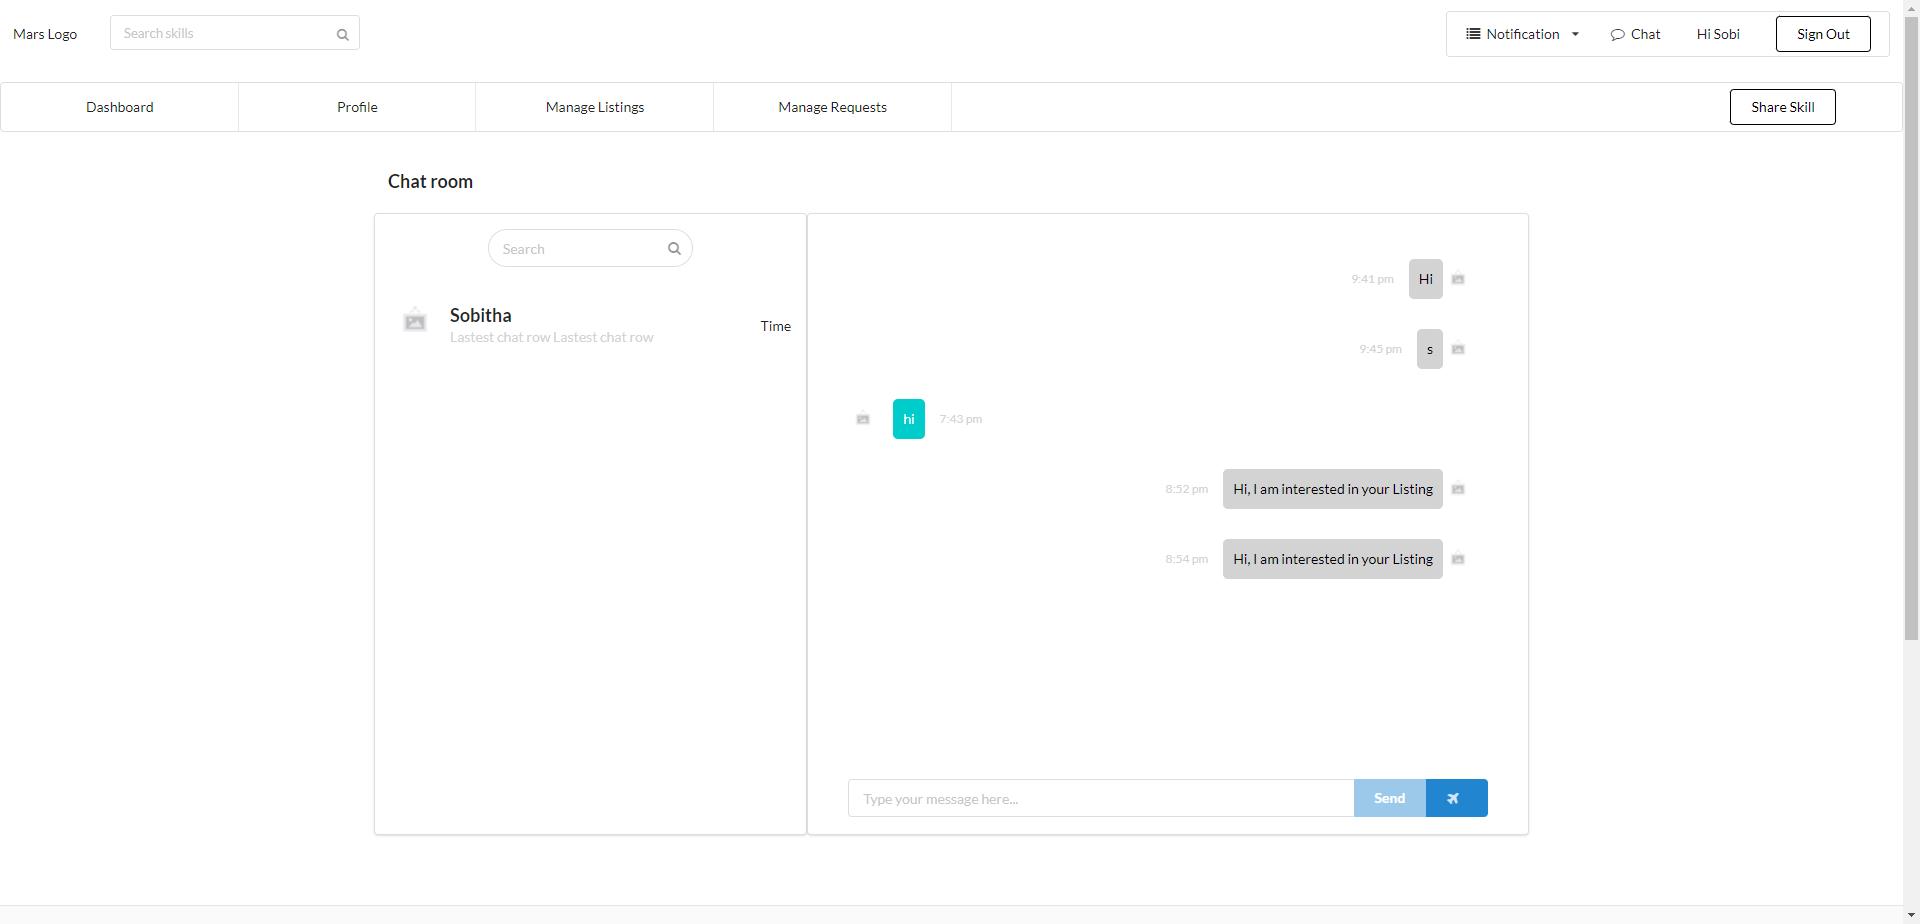 Mars Logo
Search skills
Notification
Chat
Hi Sobi
Sign Out
Dashboard
Profile
Manage Listings
Manage Requests
Share Skill
Chat room
Search
Sobitha
Lastest chat row Lastest chat row
Time
9:41 pm
Hi
9:45 pm
s
hi
7:43 pm
8:52 pm
Hi, I am interested in your Listing
8:54 pm
Hi, I am interested in your Listing
Type your message here...
Send